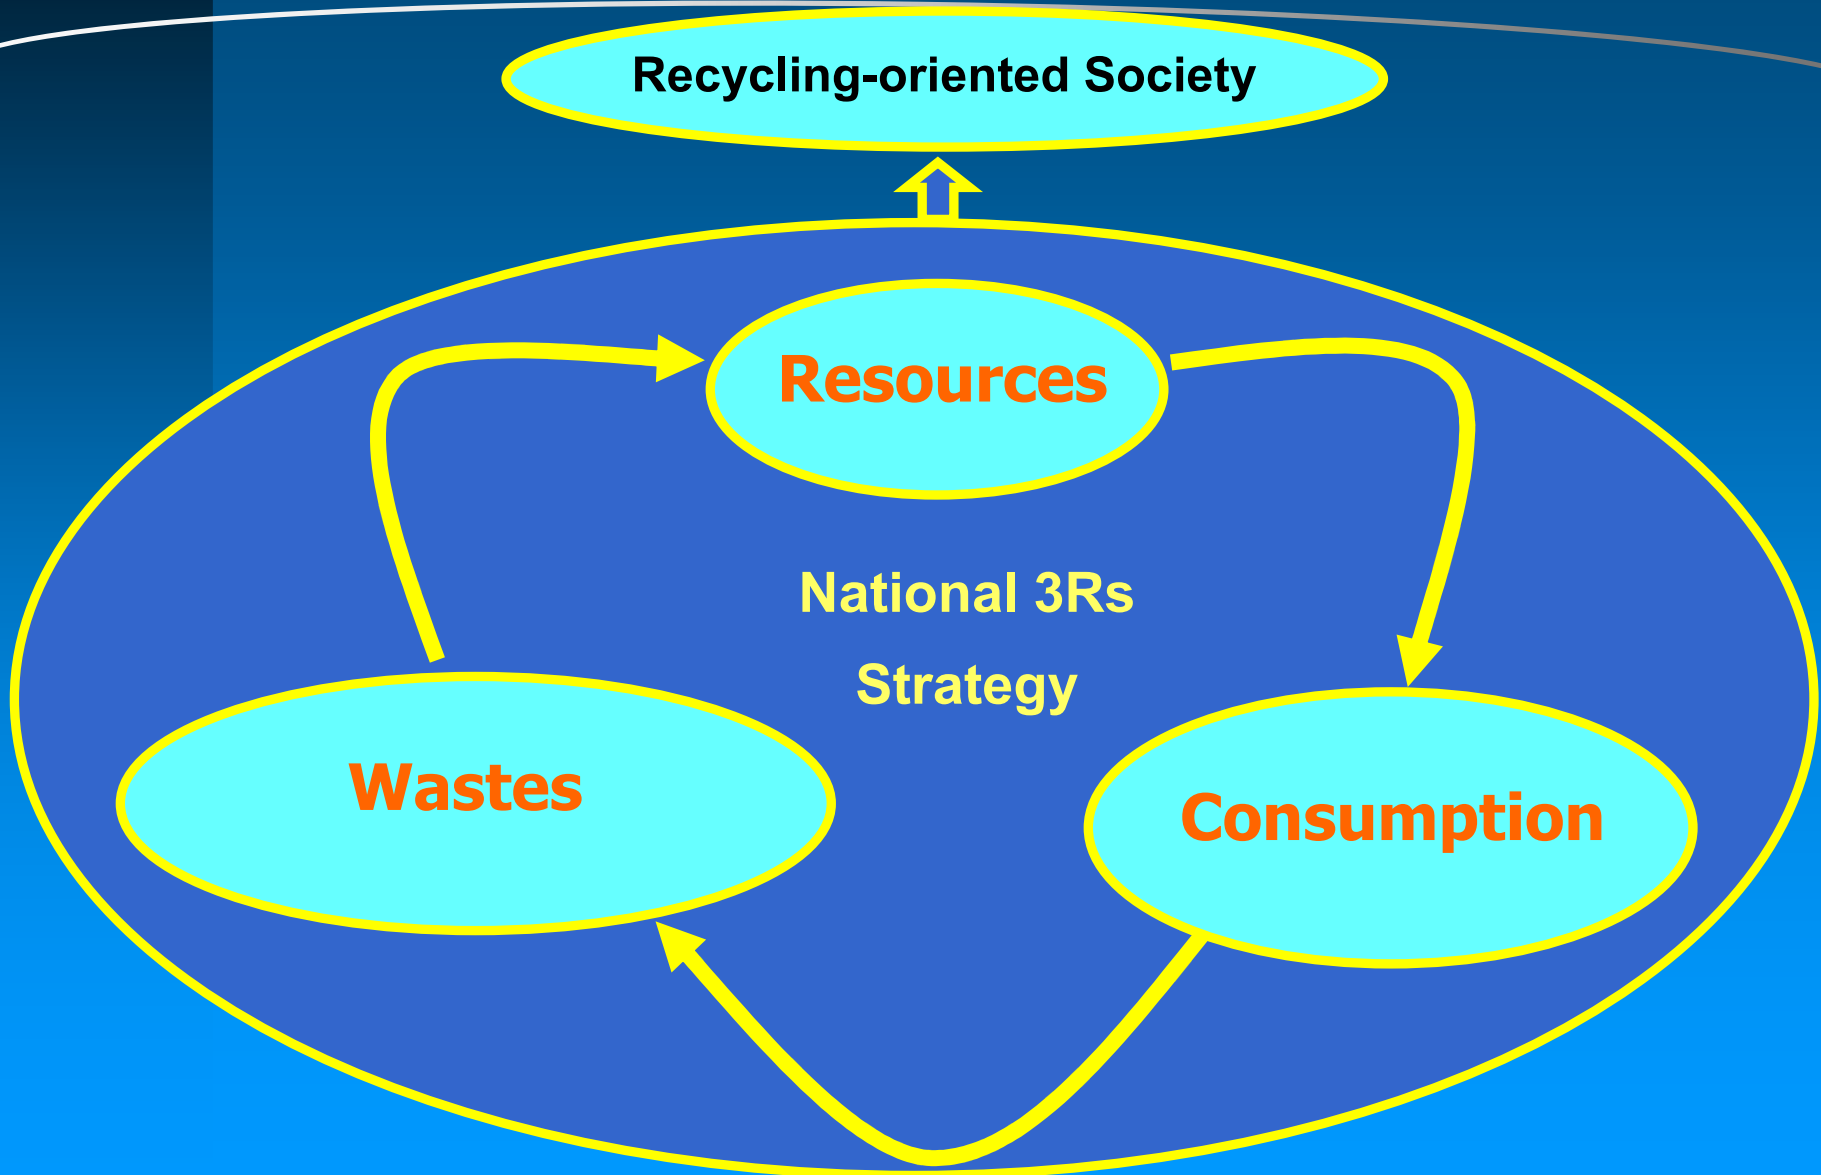 Recycling-oriented Society
Resources
National 3Rs
Strategy
Wastes
Consumption